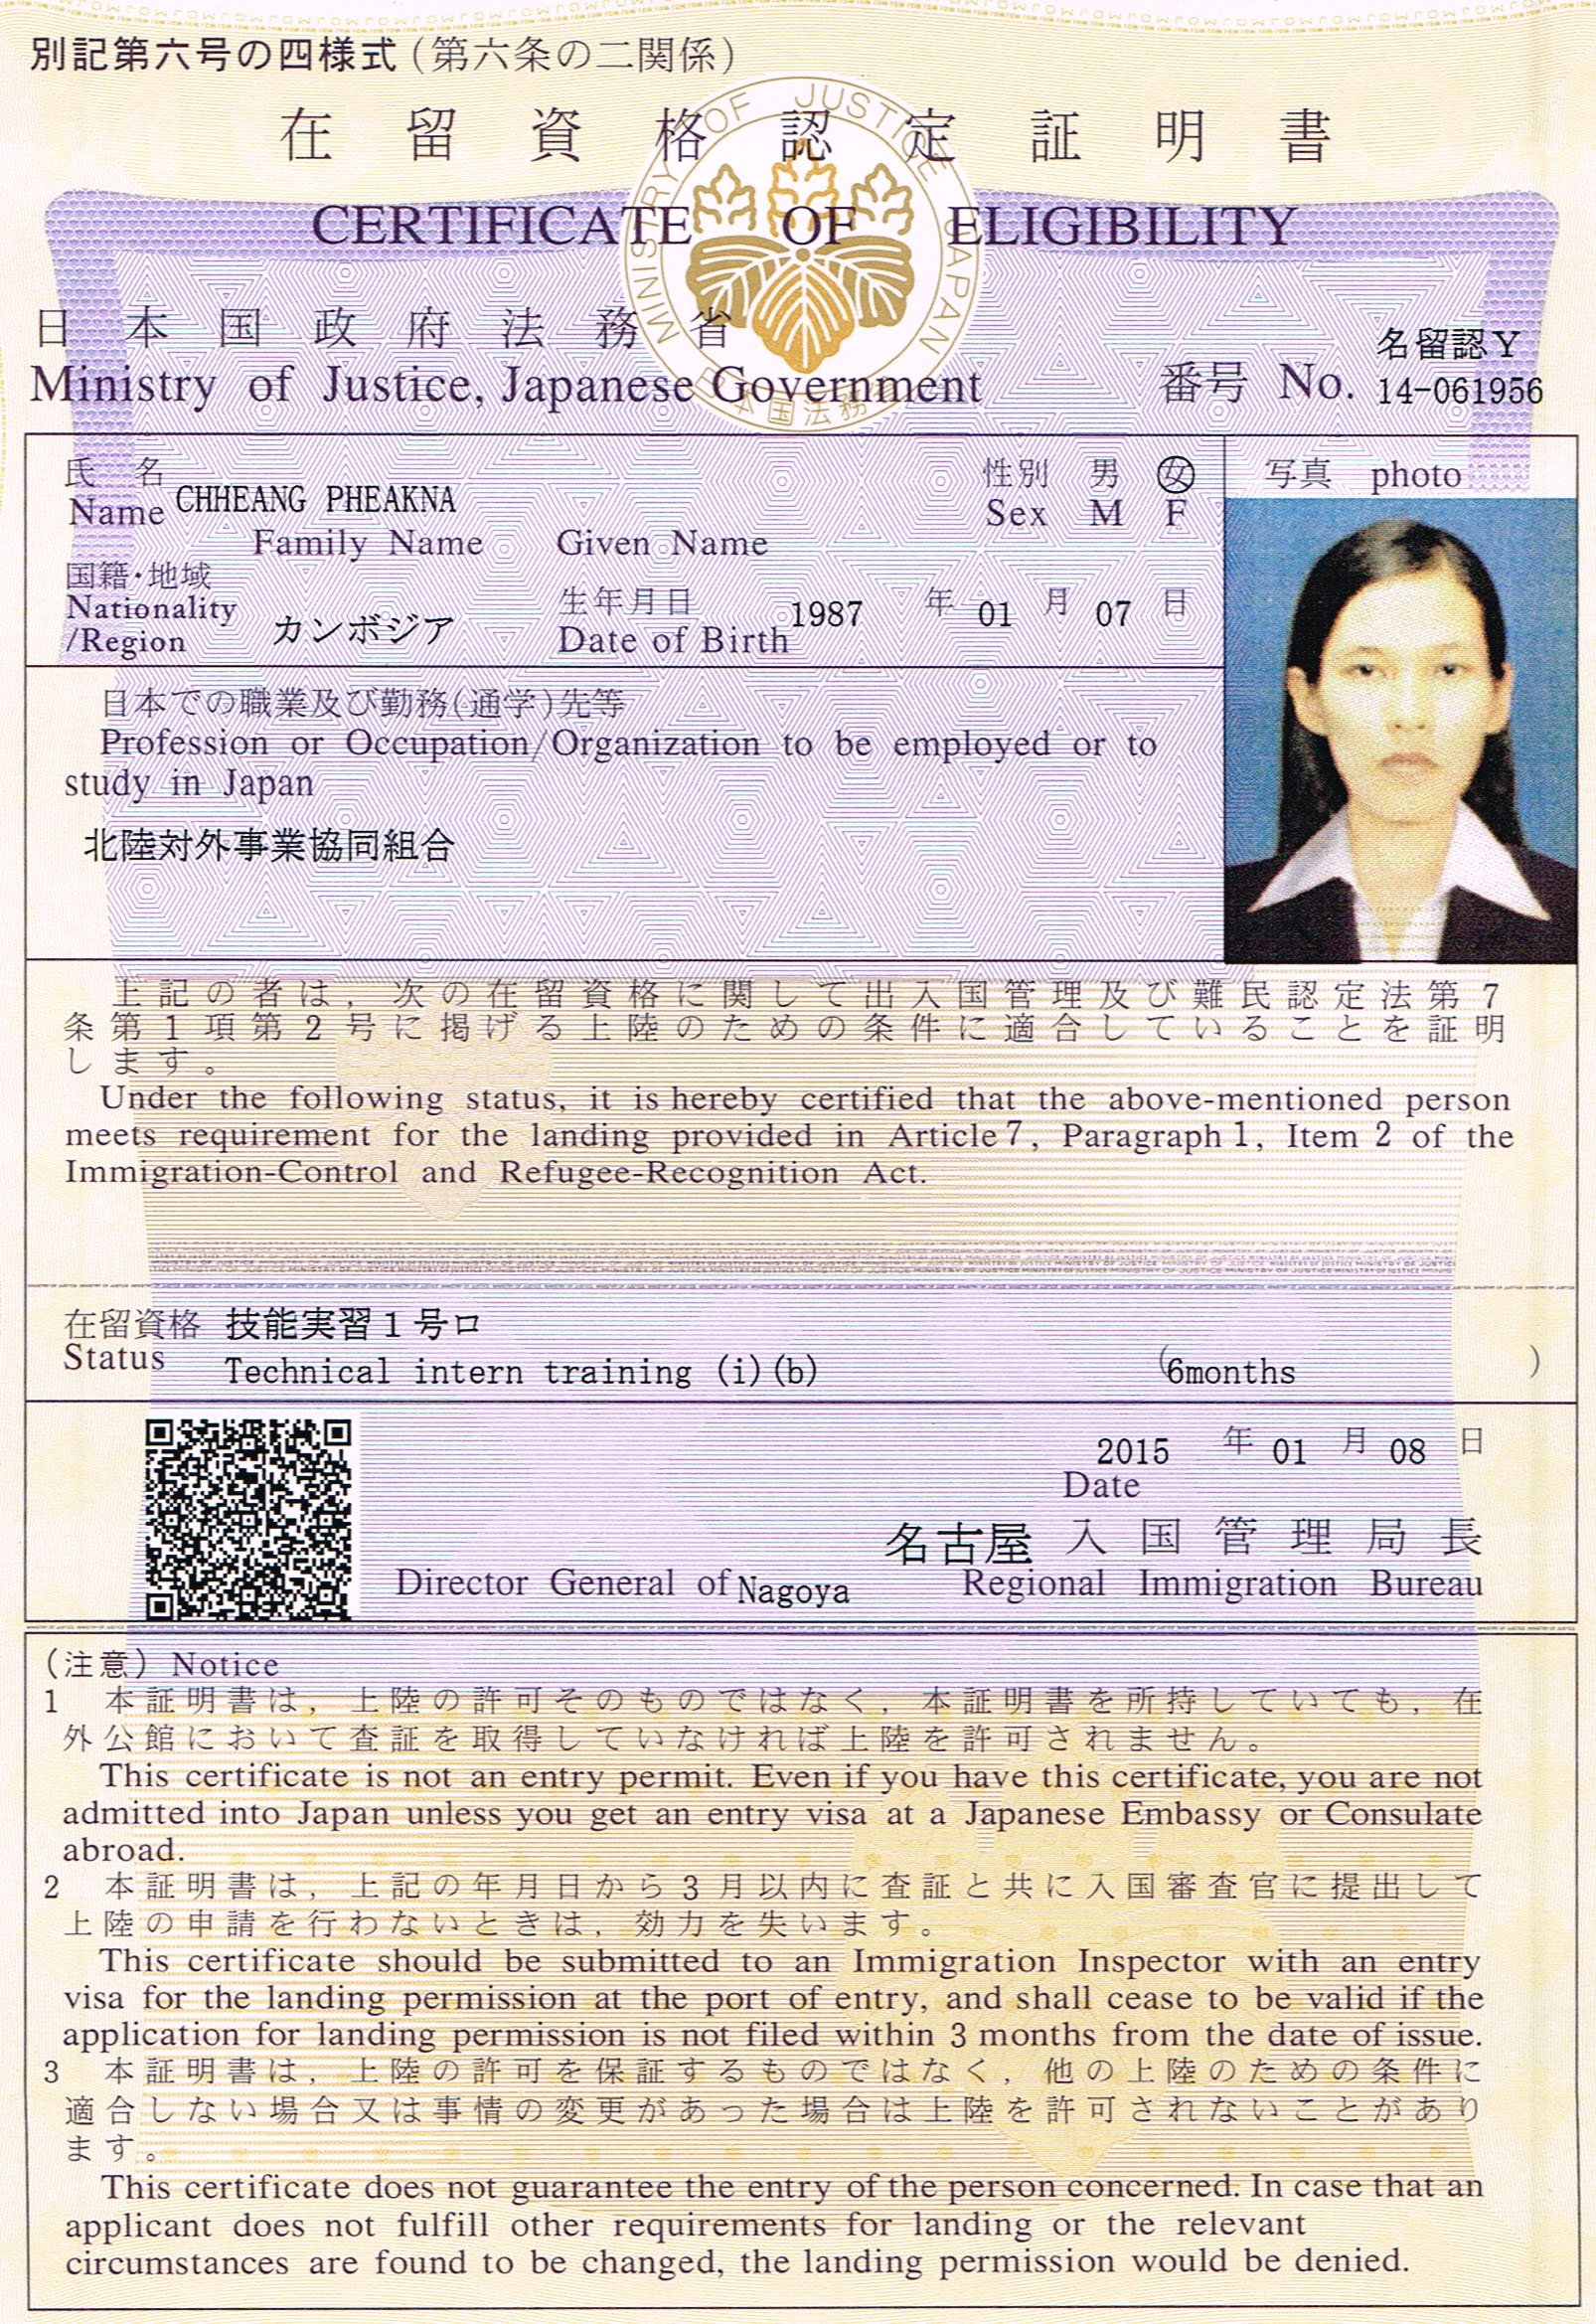 別記第六号の四様式(第六条の二関係)
在留資格認定証明書
CERTIFICATE OF ELIGIBILITY
MINISTRY OF JUSTICE JAPAN
日本国法務
日本国政府法務省
Ministry of Justice, Japanese Government
名留認Y
番号 No. 14-061956
氏名 性別 男 女 写真 photo
Name CHHEANG PHEAKNA Sex M F
Family Name Given Name
国籍・地域
Nationality
/Region カンボジア
生年月日 1987 年 01 月 07 日
Date of Birth
日本での職業及び勤務(通学)先等
Profession or Occupation/Organization to be employed or to
study in Japan
北陸対外事業協同組合
上記の者は,次の在留資格に関して出入国管理及び難民認定法第7
条第1項第2号に掲げる上陸のための条件に適合していることを証明
します。
Under the following status, it is hereby certified that the above-mentioned person
meets requirement for the landing provided in Article 7, Paragraph 1, Item 2 of the
Immigration-Control and Refugee-Recognition Act.
在留資格 技能実習1号ロ
Status Technical intern training (i)(b) (6months )
2015 年 01 月 08 日
Date
名古屋 入国管理局長
Director General of Nagoya Regional Immigration Bureau
(注意) Notice
1 本証明書は,上陸の許可そのものではなく,本証明書を所持していても,在
外公館において査証を取得していなければ上陸を許可されません。
This certificate is not an entry permit. Even if you have this certificate, you are not
admitted into Japan unless you get an entry visa at a Japanese Embassy or Consulate
abroad.
2 本証明書は,上記の年月日から3月以内に査証と共に入国審査官に提出して
上陸の申請を行わないときは,効力を失います。
This certificate should be submitted to an Immigration Inspector with an entry
visa for the landing permission at the port of entry, and shall cease to be valid if the
application for landing permission is not filed within 3 months from the date of issue.
3 本証明書は,上陸の許可を保証するものではなく,他の上陸のための条件に
適合しない場合又は事情の変更があった場合は上陸を許可されないことがあり
ます。
This certificate does not guarantee the entry of the person concerned. In case that an
applicant does not fulfill other requirements for landing or the relevant
circumstances are found to be changed, the landing permission would be denied.